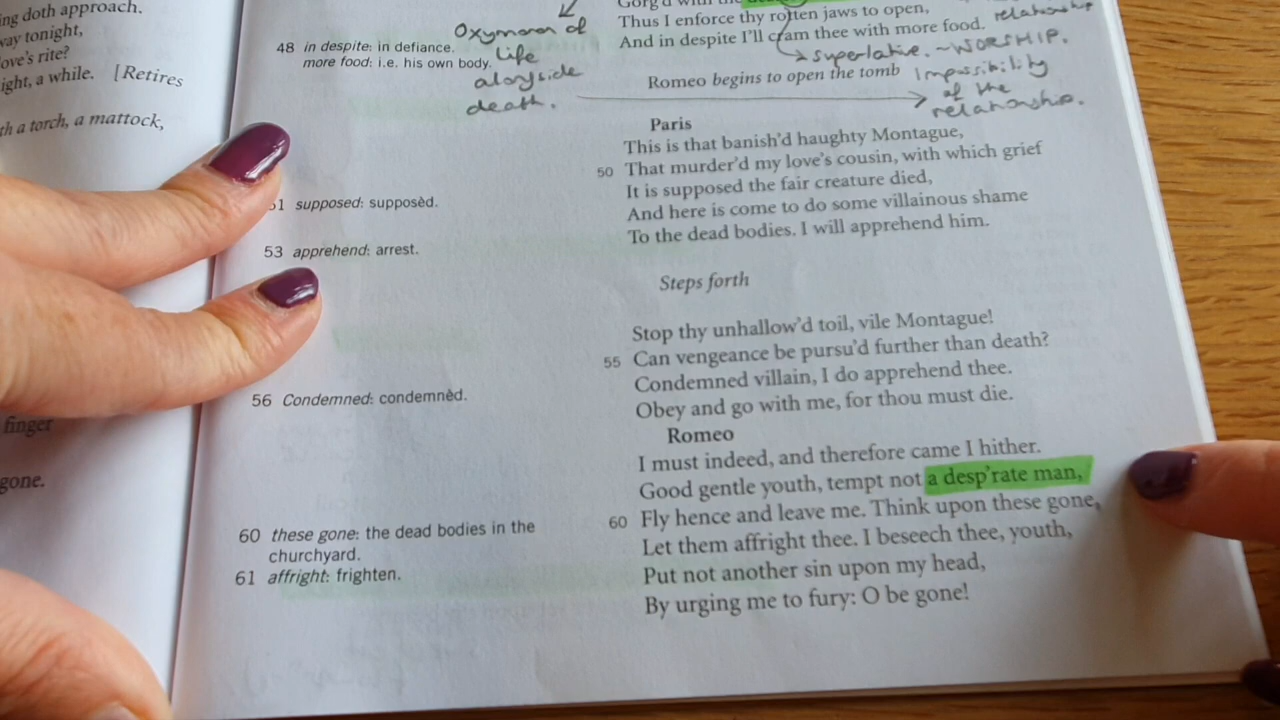 ing doth approach.
way tonight,
ove's rite?
ight, a while. [Retires
th a torch, a mattock,
finger
gone.
48 in despite: in defiance.
more food: i.e. his own body.
Oxymoron of
life
alongside
death.
51 supposed: supposèd.
53 apprehend: arrest.
56 Condemned: condemnèd.
60 these gone: the dead bodies in the
churchyard.
61 affright: frighten.
Gorg'd with the
Thus I enforce thy rotten jaws to open,
And in despite I'll cram thee with more food.
relationship
superlative. ~WORSHIP.
Romeo begins to open the tomb
Impossibility
of the
relationship.
Paris
This is that banish'd haughty Montague,
50 That murder'd my love's cousin, with which grief
It is supposed the fair creature died,
And here is come to do some villainous shame
To the dead bodies. I will apprehend him.
Steps forth
Stop thy unhallow'd toil, vile Montague!
55 Can vengeance be pursu'd further than death?
Condemned villain, I do apprehend thee.
Obey and go with me, for thou must die.
Romeo
I must indeed, and therefore came I hither.
Good gentle youth, tempt not a desp'rate man,
60 Fly hence and leave me. Think upon these gone,
Let them affright thee. I beseech thee, youth,
Put not another sin upon my head,
By urging me to fury: O be gone!